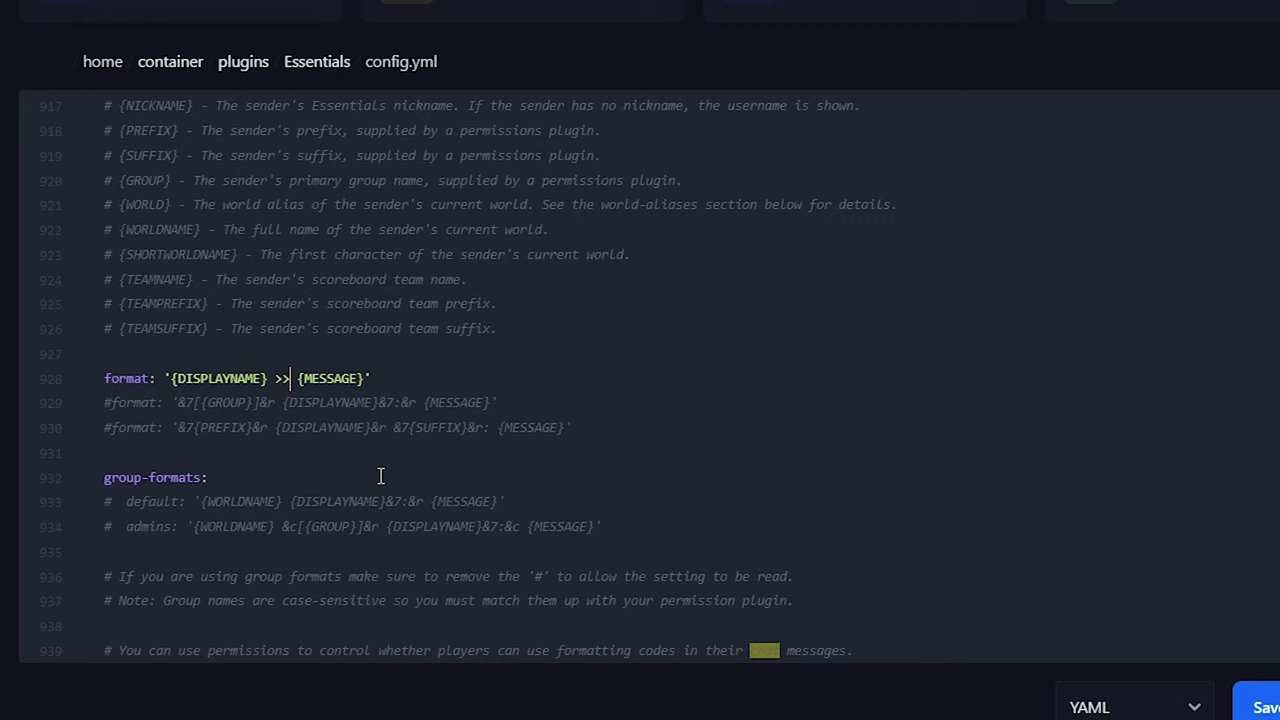 home container plugins Essentials config.yml
917 # {NICKNAME} - The sender's Essentials nickname. If the sender has no nickname, the username is shown.
918 # {PREFIX} - The sender's prefix, supplied by a permissions plugin.
919 # {SUFFIX} - The sender's suffix, supplied by a permissions plugin.
920 # {GROUP} - The sender's primary group name, supplied by a permissions plugin.
921 # {WORLD} - The world alias of the sender's current world. See the world-aliases section below for details.
922 # {WORLDNAME} - The full name of the sender's current world.
923 # {SHORTWORLDNAME} - The first character of the sender's current world.
924 # {TEAMNAME} - The sender's scoreboard team name.
925 # {TEAMPREFIX} - The sender's scoreboard team prefix.
926 # {TEAMSUFFIX} - The sender's scoreboard team suffix.
927
928 format: '{DISPLAYNAME} >> {MESSAGE}'
929 #format: '&7[{GROUP}]&r {DISPLAYNAME}&7:&r {MESSAGE}'
930 #format: '&7{PREFIX}&r {DISPLAYNAME}&r &7{SUFFIX}&r: {MESSAGE}'
931
932 group-formats:
933 #  default: '{WORLDNAME} {DISPLAYNAME}&7:&r {MESSAGE}'
934 #  admins: '{WORLDNAME} &c[{GROUP}]&r {DISPLAYNAME}&7:&c {MESSAGE}'
935
936 # If you are using group formats make sure to remove the '#' to allow the setting to be read.
937 # Note: Group names are case-sensitive so you must match them up with your permission plugin.
938
939 # You can use permissions to control whether players can use formatting codes in their chat messages.
YAML
Save